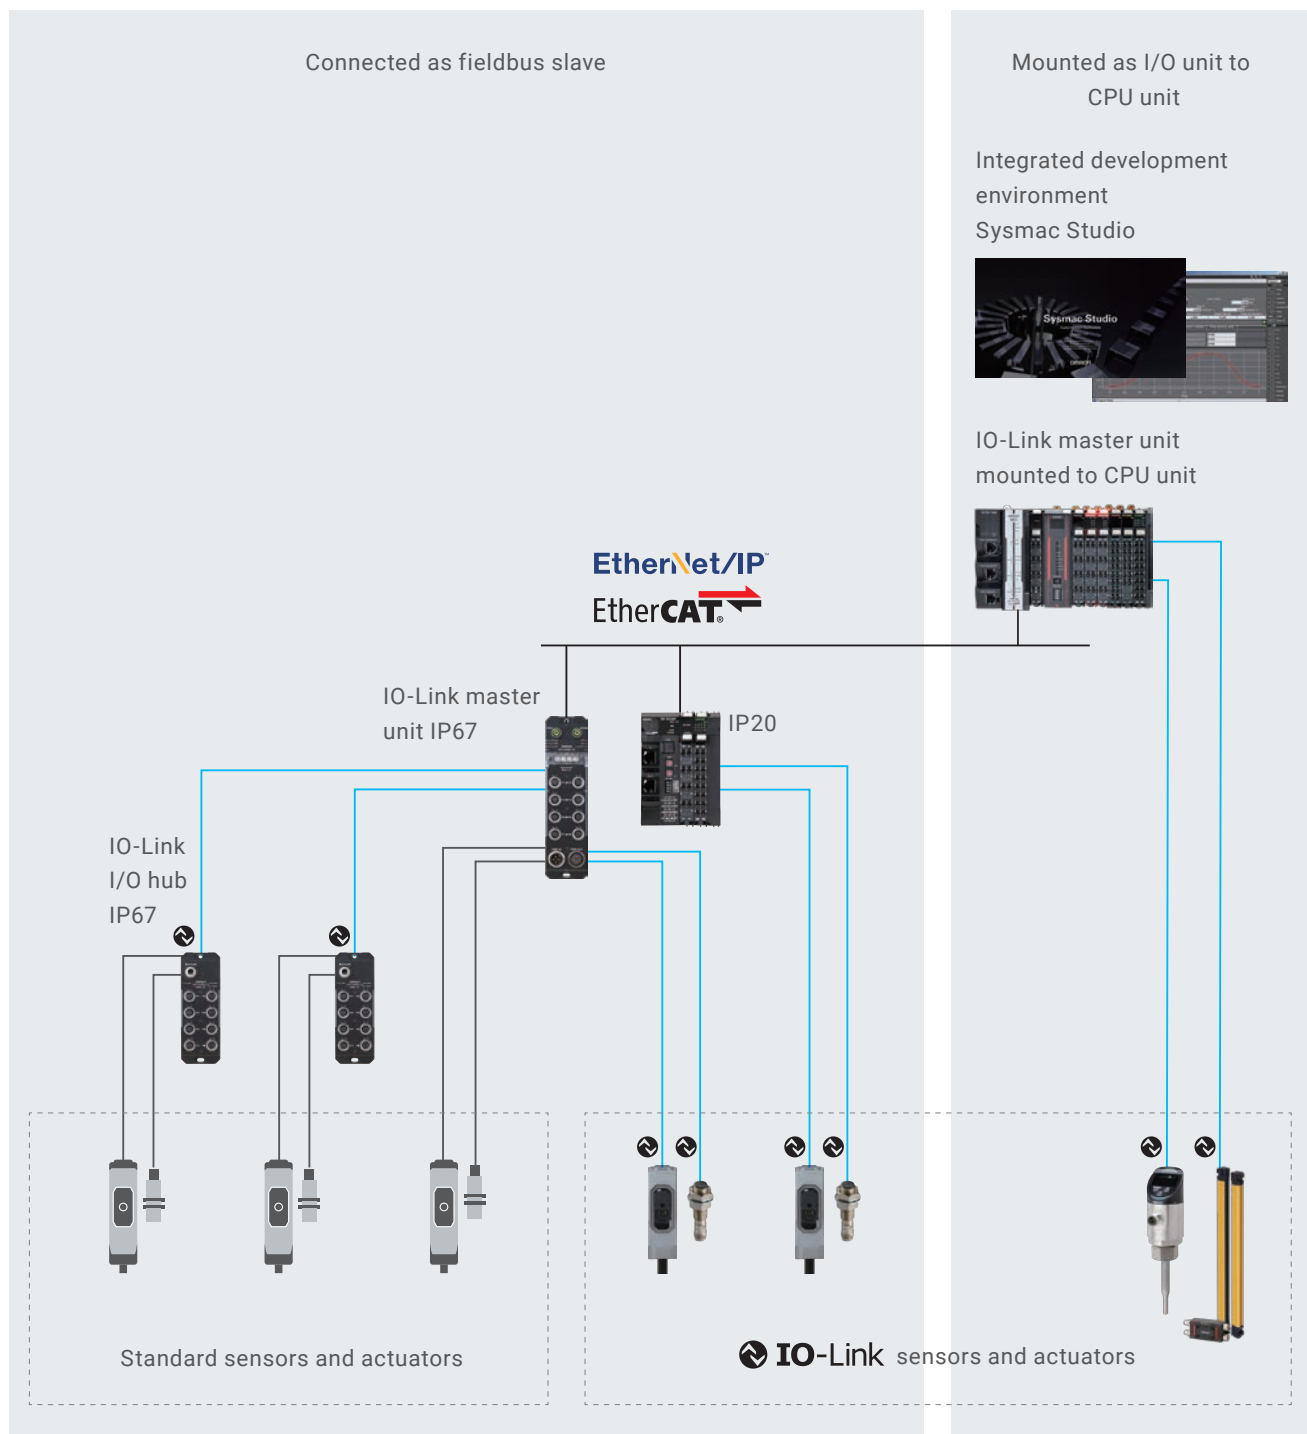 Connected as fieldbus slave
Mounted as I/O unit to
CPU unit
Integrated development
environment
Sysmac Studio
Sysmac Studio
IO-Link master unit
mounted to CPU unit
EtherNet/IP™
EtherCAT®
IO-Link master
unit IP67
IP20
IO-Link
I/O hub
IP67
Standard sensors and actuators
IO-Link sensors and actuators